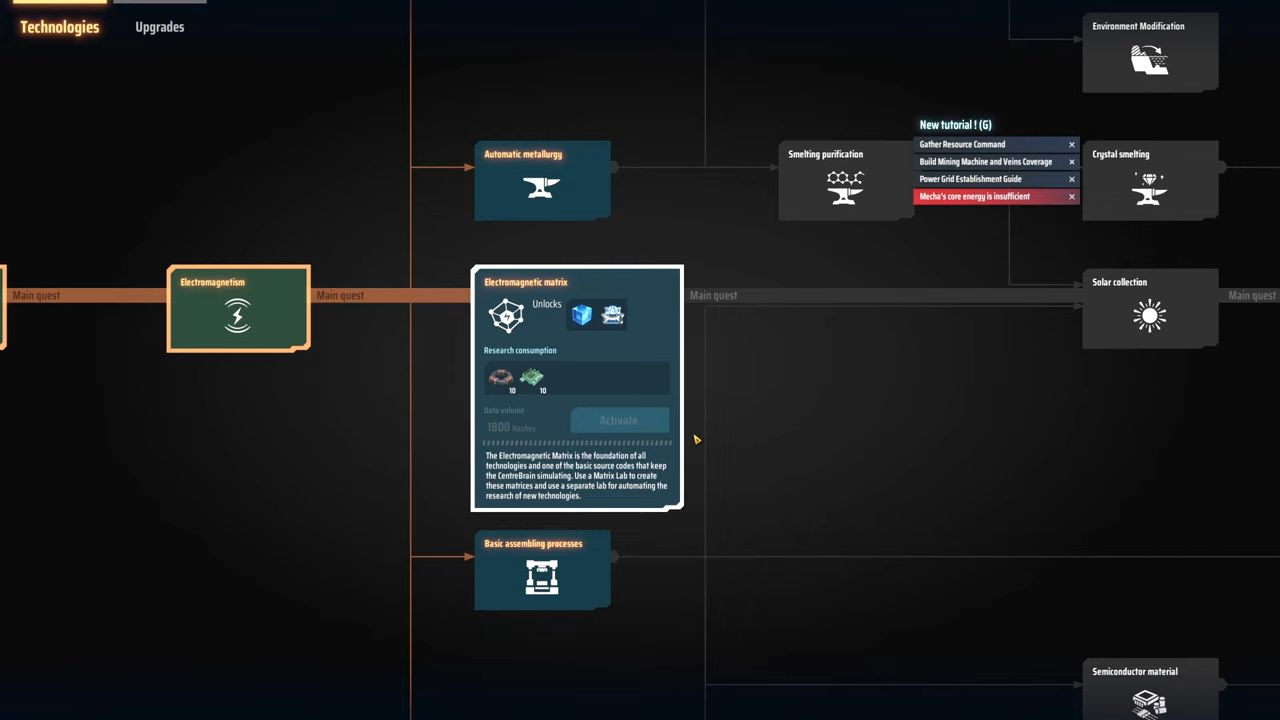 Technologies
Upgrades
Environment Modification
New tutorial ! (G)
Gather Resource Command
Build Mining Machine and Veins Coverage
Power Grid Establishment Guide
Mecha's core energy is insufficient
Automatic metallurgy
Smelting purification
Crystal smelting
Main quest
Electromagnetism
Main quest
Electromagnetic matrix
Unlocks
Research consumption
10
10
Data volume
1800 Hashes
Activate
The Electromagnetic Matrix is the foundation of all
technologies and one of the basic source codes that keep
the CentreBrain simulating. Use a Matrix Lab to create
these matrices and use a separate lab for automating the
research of new technologies.
Main quest
Solar collection
Main quest
Basic assembling processes
Semiconductor material